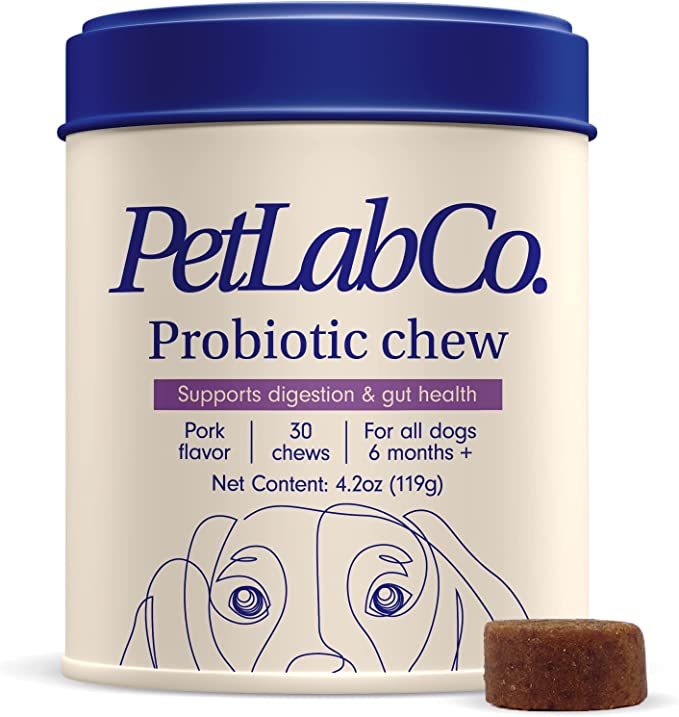 PetLabCo.
Probiotic chew
Supports digestion & gut health
Pork flavor
30 chews
For all dogs 6 months +
Net Content: 4.2oz (119g)